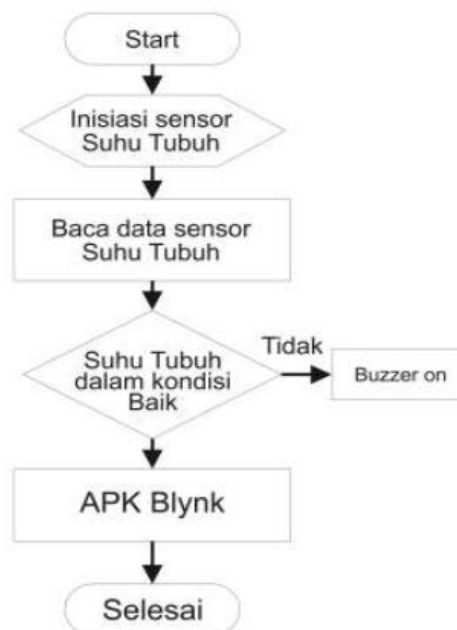 Start
Inisiasi sensor
Suhu Tubuh
Baca data sensor
Suhu Tubuh
Suhu Tubuh
dalam kondisi
Baik
Tidak
Buzzer on
APK Blynk
Selesai